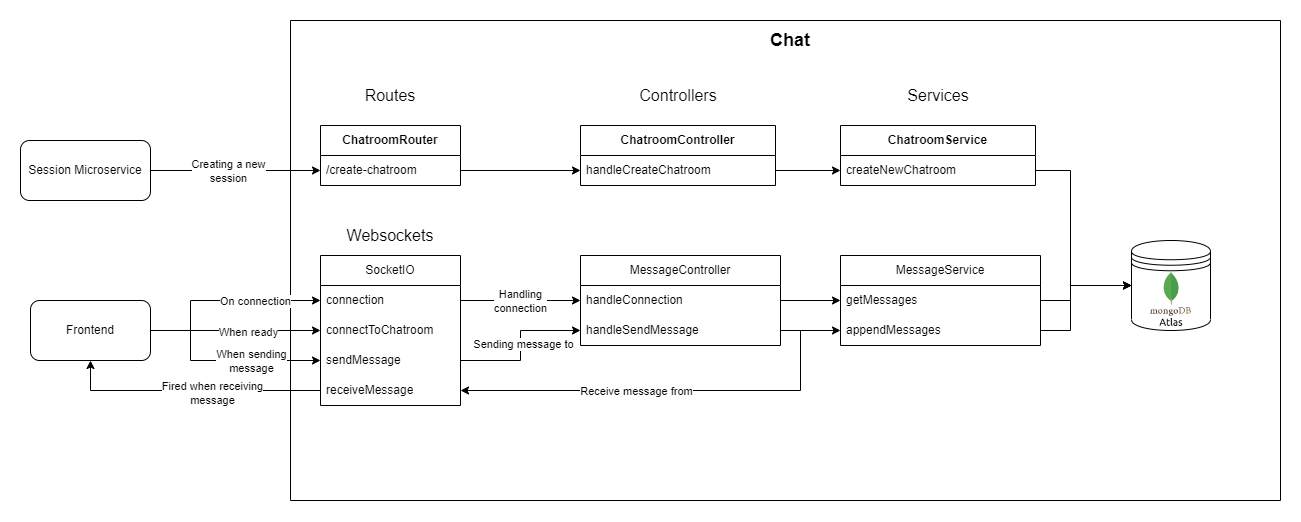 Chat
Routes
Controllers
Services
ChatroomRouter
ChatroomController
ChatroomService
Session Microservice
Creating a new
session
/create-chatroom
handleCreateChatroom
createNewChatroom
Websockets
SocketIO
MessageController
MessageService
Frontend
On connection
connection
Handling
connection
handleConnection
getMessages
When ready
connectToChatroom
handleSendMessage
appendMessages
When sending
message
sendMessage
Sending message to
Fired when receiving
message
receiveMessage
Receive message from
mongoDB
Atlas